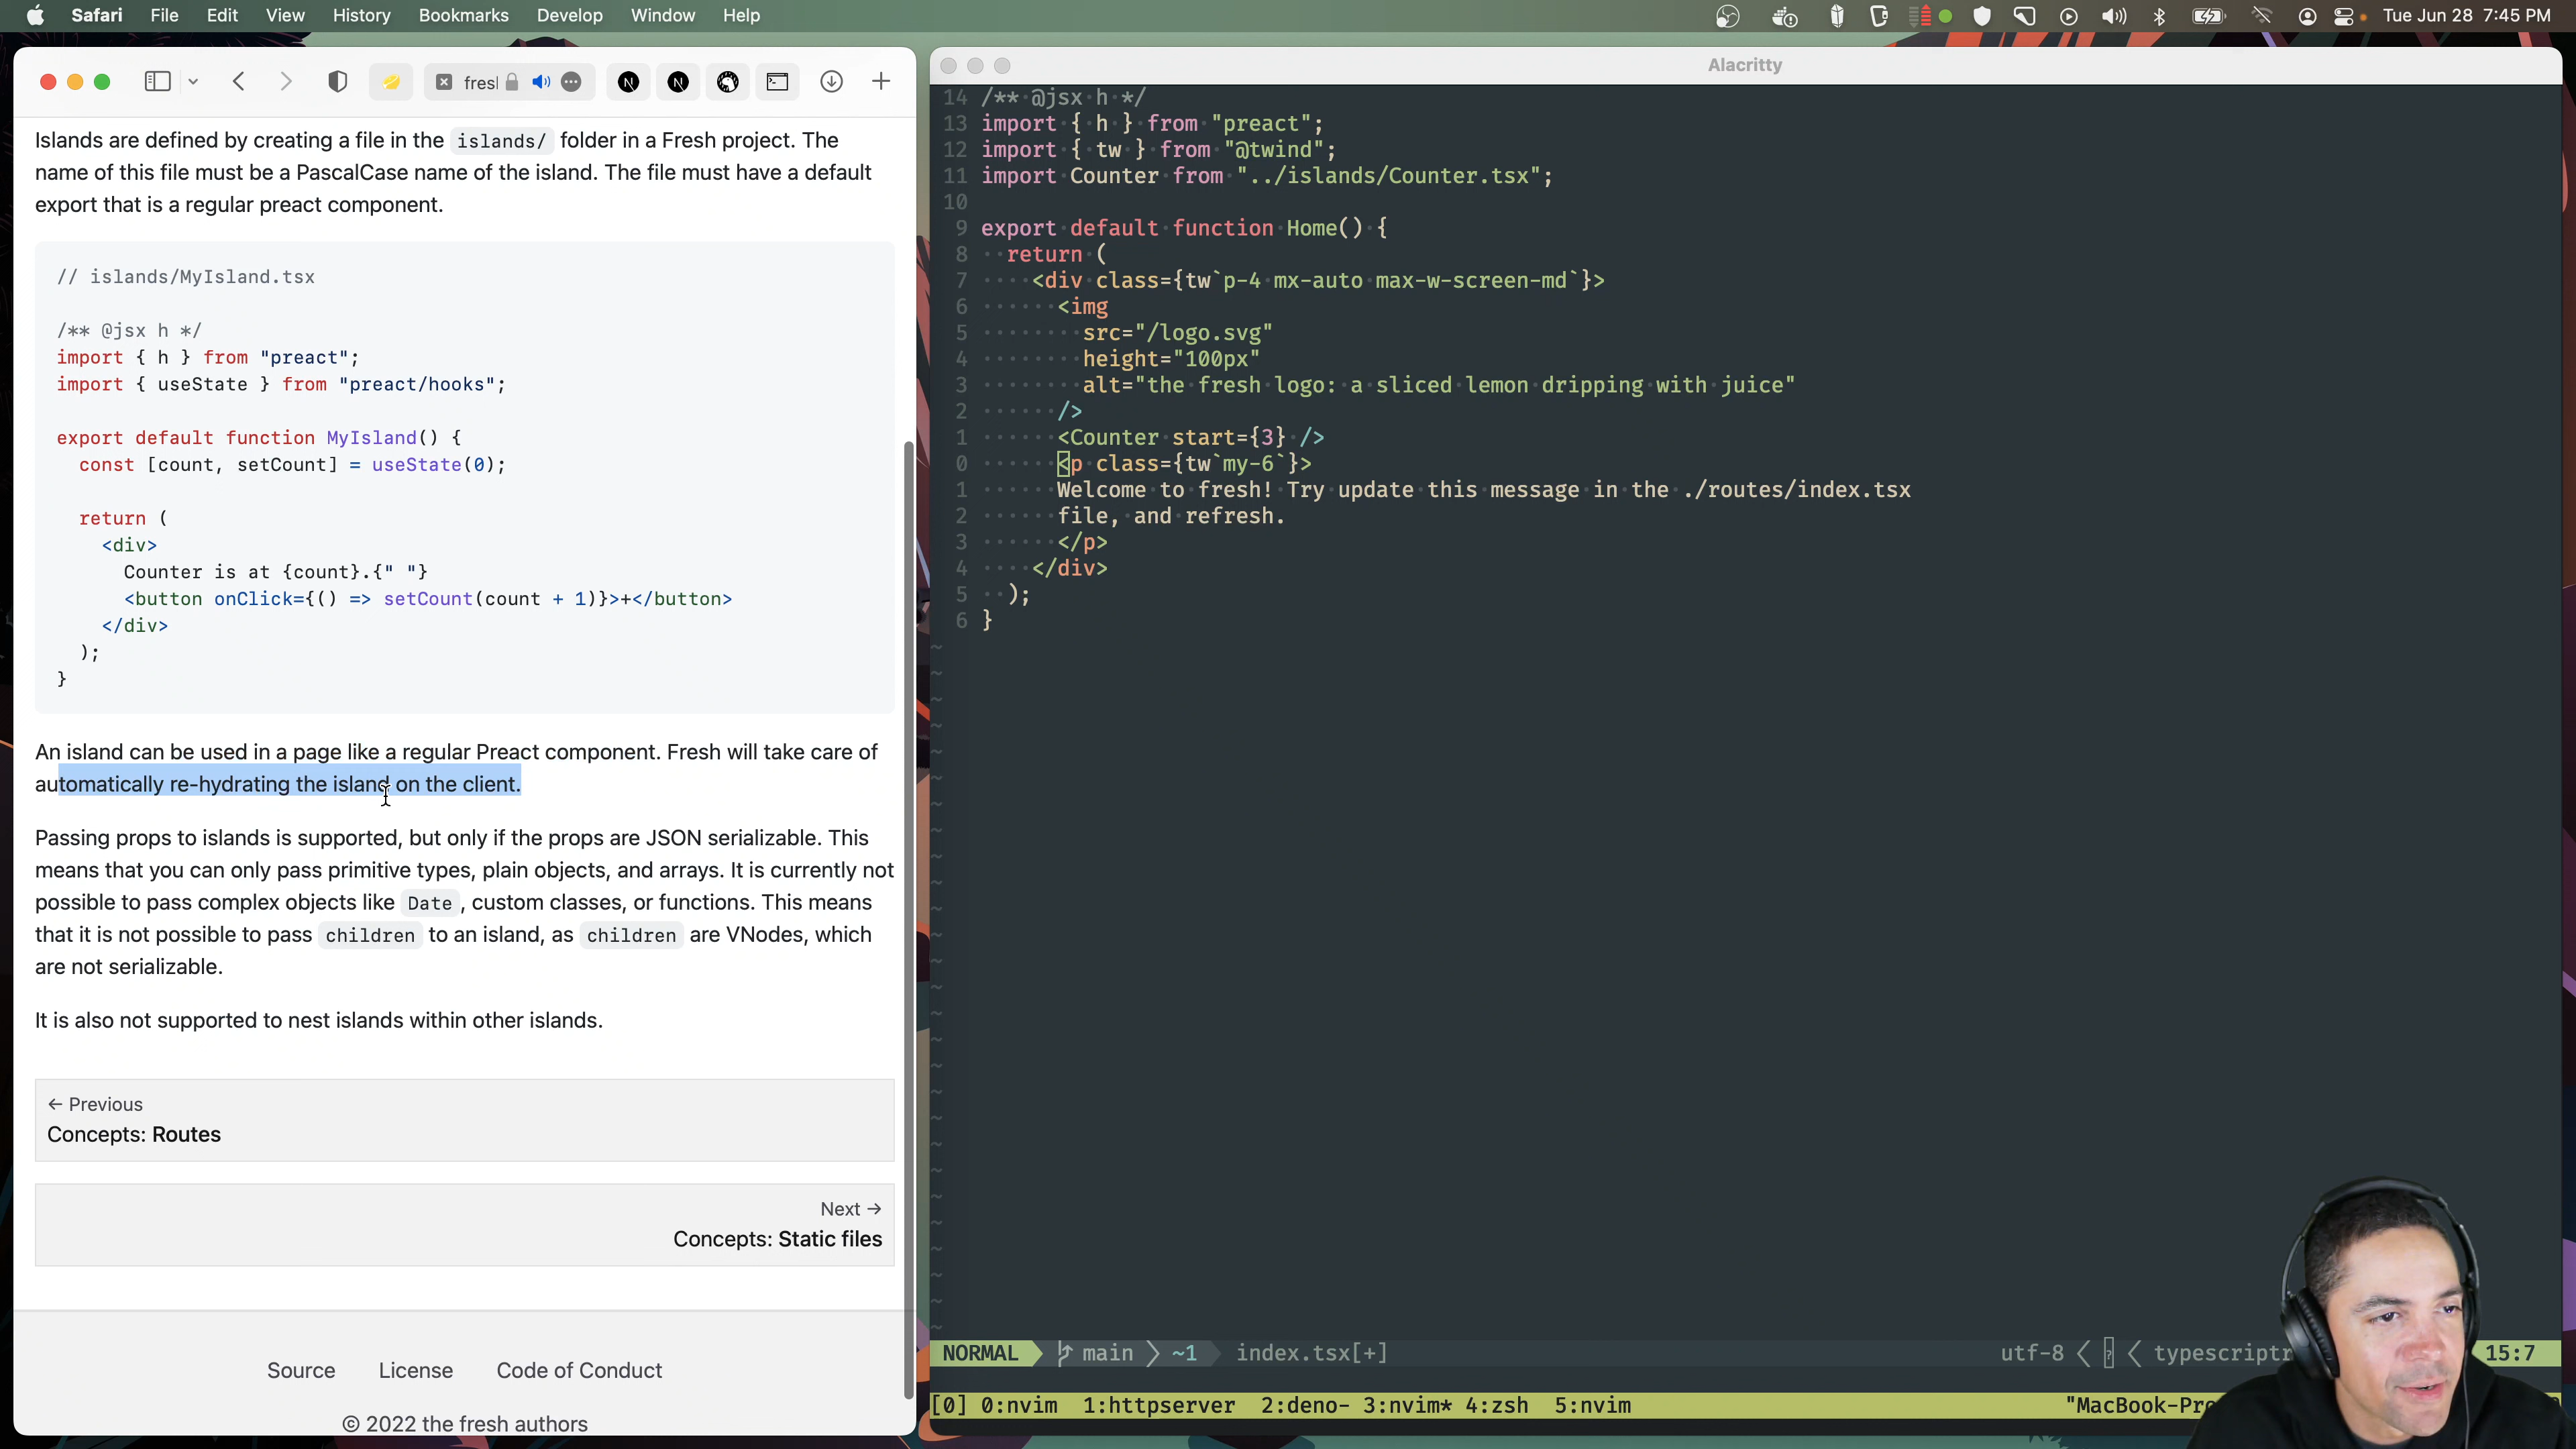 Safari File Edit View History Bookmarks Develop Window Help
Tue Jun 28 7:45 PM
fresl
Islands are defined by creating a file in the islands/ folder in a Fresh project. The
name of this file must be a PascalCase name of the island. The file must have a default
export that is a regular preact component.
// islands/MyIsland.tsx
/** @jsx h */
import { h } from "preact";
import { useState } from "preact/hooks";
export default function MyIsland() {
const [count, setCount] = useState(0);
return (
<div>
Counter is at {count}.{" "}
<button onClick={() => setCount(count + 1)}>+</button>
</div>
);
}
An island can be used in a page like a regular Preact component. Fresh will take care of
automatically re-hydrating the island on the client.
Passing props to islands is supported, but only if the props are JSON serializable. This
means that you can only pass primitive types, plain objects, and arrays. It is currently not
possible to pass complex objects like Date, custom classes, or functions. This means
that it is not possible to pass children to an island, as children are VNodes, which
are not serializable.
It is also not supported to nest islands within other islands.
← Previous
Concepts: Routes
Next →
Concepts: Static files
Source License Code of Conduct
© 2022 the fresh authors
Alacritty
14 /** @jsx h */
13 import { h } from "preact";
12 import { tw } from "@twind";
11 import Counter from "../islands/Counter.tsx";
10
9 export default function Home() {
8 return (
7 <div class={tw`p-4 mx-auto max-w-screen-md`}>
6 <img
5 src="/logo.svg"
4 height="100px"
3 alt="the fresh logo: a sliced lemon dripping with juice"
2 />
1 <Counter start={3} />
0 <p class={tw`my-6`}>
1 Welcome to fresh! Try update this message in the ./routes/index.tsx
2 file, and refresh.
3 </p>
4 </div>
5 );
6 }
NORMAL main ~1 index.tsx[+] utf-8 typescriptr 15:7
[0] 0:nvim 1:httpserver 2:deno- 3:nvim* 4:zsh 5:nvim "MacBook-Pro